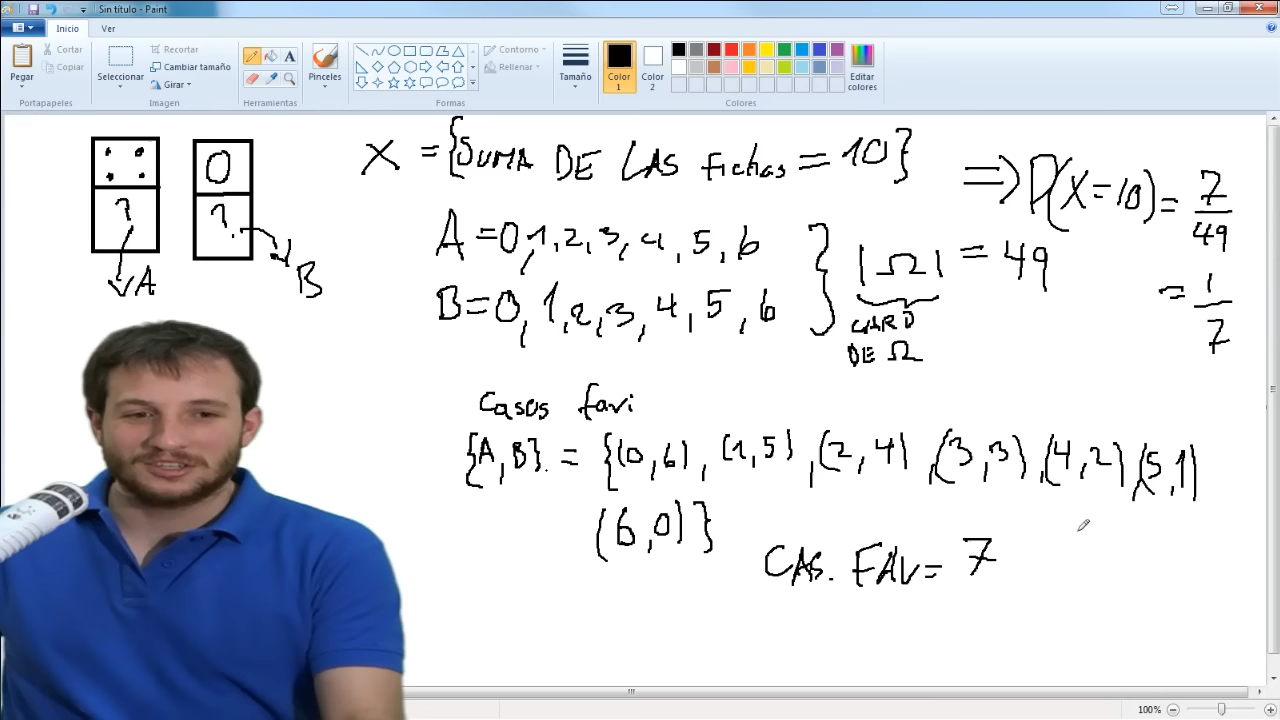 Sin título - Paint
Inicio Ver
Pegar
Cortar
Copiar
Portapapeles
Seleccionar
Recortar
Cambiar tamaño
Girar
Imagen
A
Herramientas
Pinceles
Contorno
Rellenar
Formas
Tamaño
Color 1
Color 2
Editar colores
Colores
0
?
?
A
B
X = {SUMA DE LAS fichas = 10}
A = 0,1,2,3,4,5,6
B = 0,1,2,3,4,5,6
|Ω| = 49
CARD
DE Ω
⇒ P(X=10) = 7/49
= 1/7
Casos favi
{A,B}. = {(0,6), (1,5), (2,4), (3,3), (4,2), (5,1)
(6,0)}
CAS. FAV = 7
100%